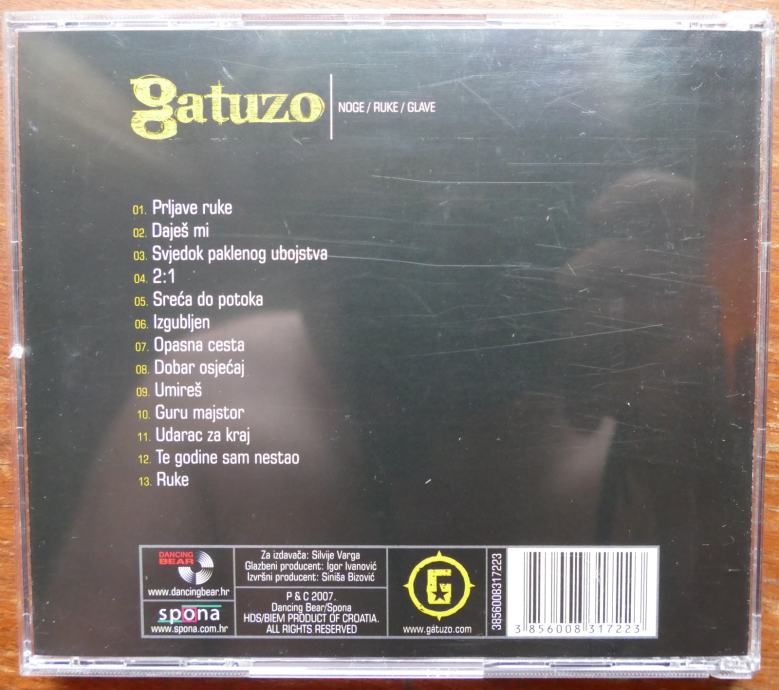 gatuzo
NOGE / RUKE / GLAVE
01. Prljave ruke
02. Daješ mi
03. Svjedok paklenog ubojstva
04. 2:1
05. Sreća do potoka
06. Izgubljen
07. Opasna cesta
08. Dobar osjećaj
09. Umireš
10. Guru majstor
11. Udarac za kraj
12. Te godine sam nestao
13. Ruke
DANCING
BEAR
www.dancingbear.hr
spona
www.spona.com.hr
Za izdavača: Silvije Varga
Glazbeni producent: Igor Ivanović
Izvršni producent: Siniša Bizović
P & C 2007.
Dancing Bear/Spona
HDS/BIEM PRODUCT OF CROATIA.
ALL RIGHTS RESERVED
G
www.gatuzo.com
3856008317223
3 856008 317223